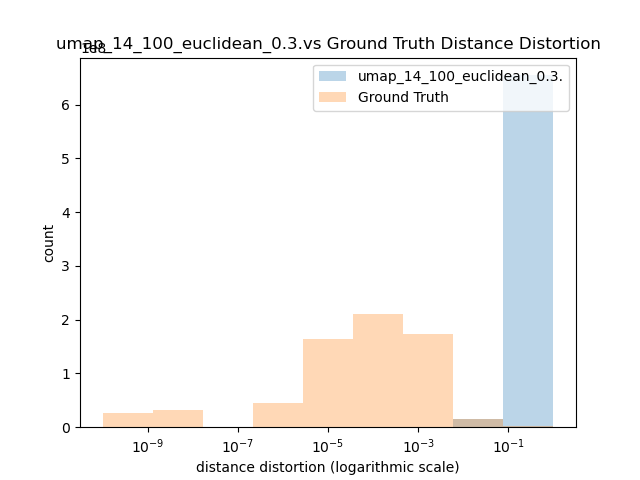 umap_14_100_euclidean_0.3.vs Ground Truth Distance Distortion
1e8
umap_14_100_euclidean_0.3.
Ground Truth
6
5
4
3
2
1
0
count
10⁻⁹ 10⁻⁷ 10⁻⁵ 10⁻³ 10⁻¹
distance distortion (logarithmic scale)